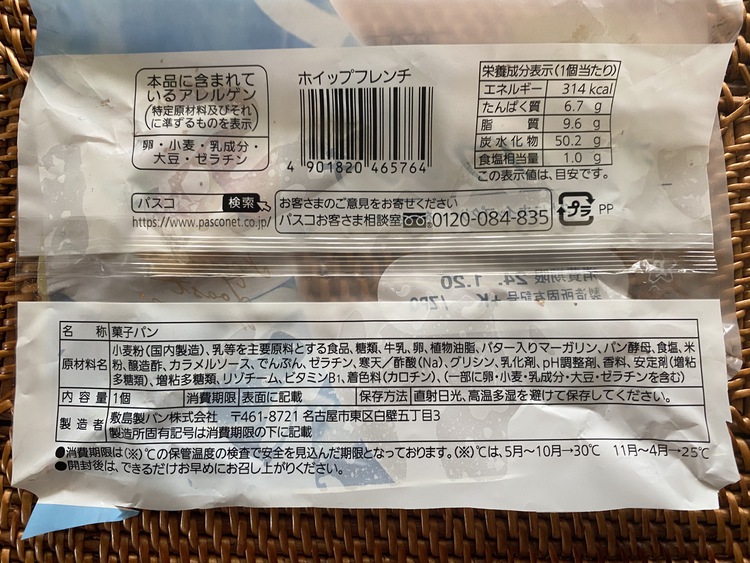 本品に含まれて
いるアレルゲン
(特定原材料及びそれ
に準ずるものを表示)
卵・小麦・乳成分・
大豆・ゼラチン
ホイップフレンチ
4 901820 465764
栄養成分表示(1個当たり)
エネルギー 314 kcal
たんぱく質 6.7 g
脂質 9.6 g
炭水化物 50.2 g
食塩相当量 1.0 g
この表示値は、目安です。
パスコ 検索
https://www.pasconet.co.jp/
お客さまのご意見をお寄せください
パスコお客さま相談室 0120-084-835
プラ PP
消費期限 24.1.20
製造所固有記号
名称 菓子パン
原材料名 小麦粉(国内製造)、乳等を主要原料とする食品、糖類、牛乳、卵、植物油脂、バター入りマーガリン、パン酵母、食塩、米
粉、醸造酢、カラメルソース、でんぷん、ゼラチン、寒天/酢酸(Na)、グリシン、乳化剤、pH調整剤、香料、安定剤(増粘
多糖類)、増粘多糖類、リゾチーム、ビタミンB1、着色料(カロチン)、(一部に卵・小麦・乳成分・大豆・ゼラチンを含む)
内容量 1個 消費期限 表面に記載 保存方法 直射日光、高温多湿を避けて保存してください。
製造者 敷島製パン株式会社 〒461-8721 名古屋市東区白壁五丁目3
製造所固有記号は消費期限の下に記載
●消費期限は(※)℃の保管温度の検査で安全を見込んだ期限となっております。(※)℃は、5月〜10月→30℃ 11月〜4月→25℃
●開封後は、できるだけお早めにお召し上がりください。